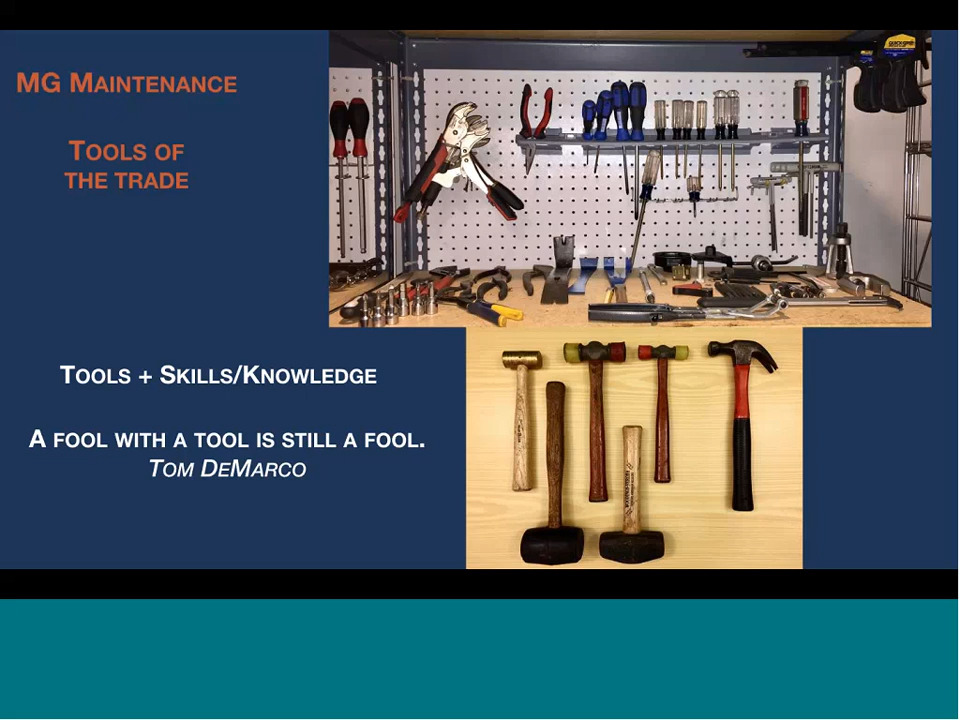 MG Maintenance
Tools of
the trade
Tools + Skills/Knowledge
A fool with a tool is still a fool.
Tom DeMarco